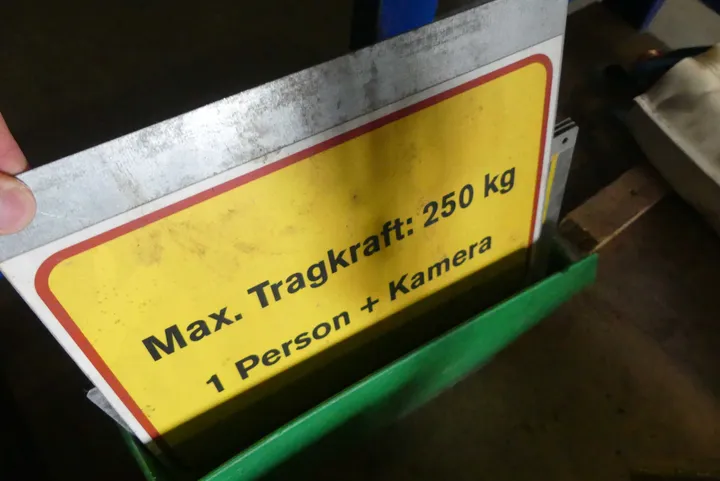 Max. Tragkraft: 250 kg
1 Person + Kamera